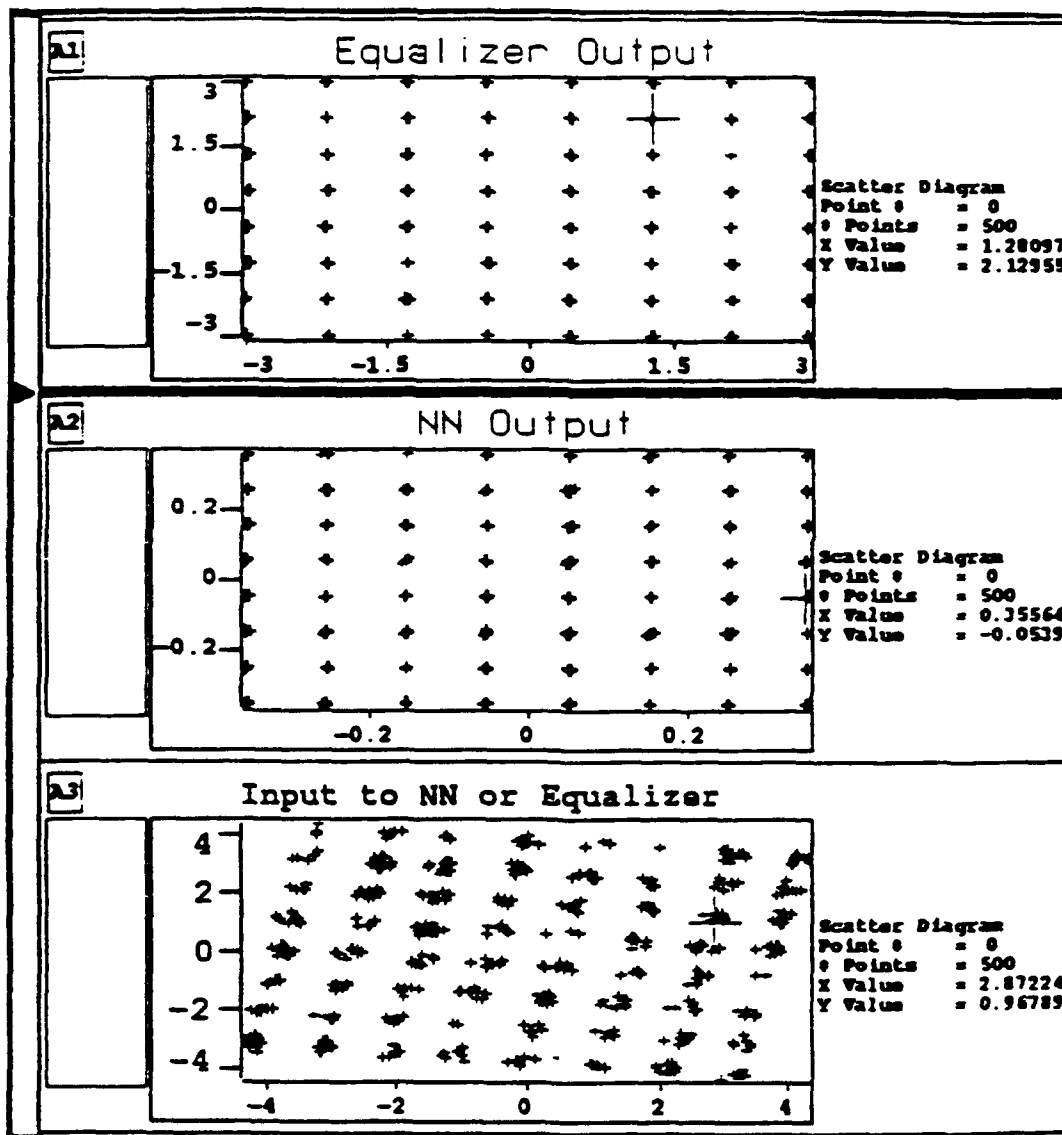 A1
Equalizer Output
3
1.5
0
-1.5
-3
-3 -1.5 0 1.5 3
Scatter Diagram
Point # = 0
# Points = 500
X Value = 1.28097
Y Value = 2.12955
A2
NN Output
0.2
0
-0.2
-0.2 0 0.2
Scatter Diagram
Point # = 0
# Points = 500
X Value = 0.35564
Y Value = -0.0539
A3
Input to NN or Equalizer
4
2
0
-2
-4
-4 -2 0 2 4
Scatter Diagram
Point # = 0
# Points = 500
X Value = 2.87224
Y Value = 0.96789